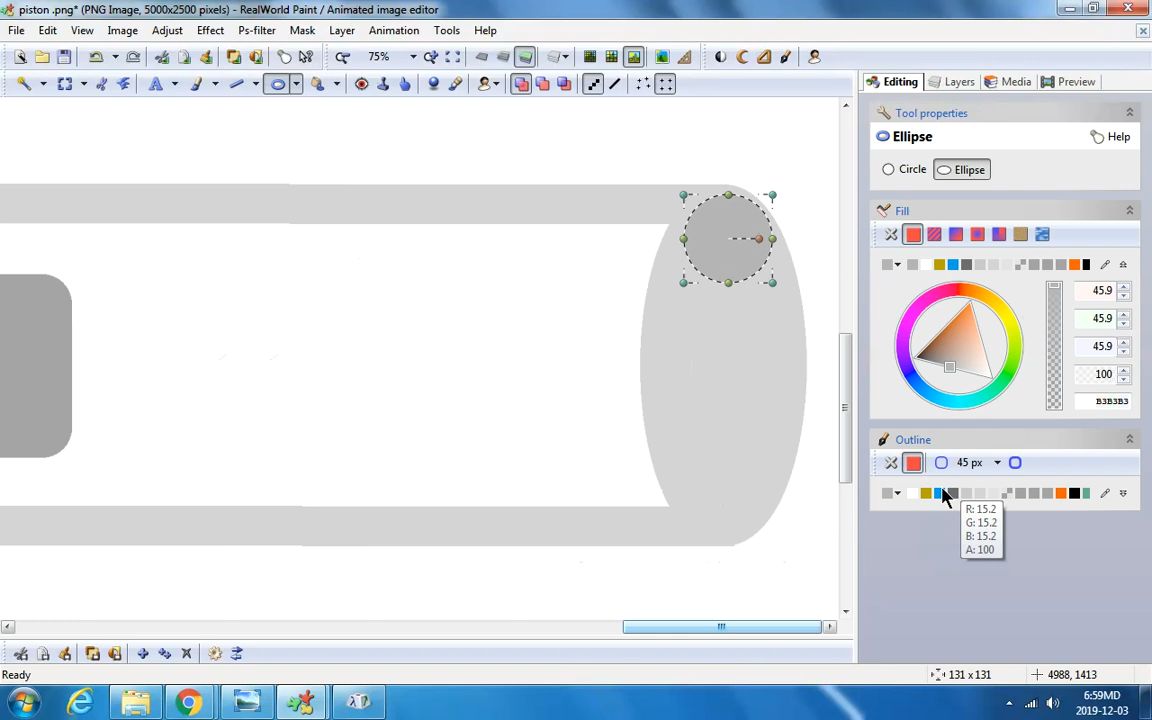 piston .png* (PNG Image, 5000x2500 pixels) - RealWorld Paint / Animated image editor
File Edit View Image Adjust Effect Ps-filter Mask Layer Animation Tools Help
75%
Editing Layers Media Preview
Tool properties
Ellipse Help
Circle Ellipse
Fill
45.9
45.9
45.9
100
B3B3B3
Outline
45 px
R: 15.2
G: 15.2
B: 15.2
A: 100
Ready 131 x 131 4988, 1413
6:59MD
2019-12-03